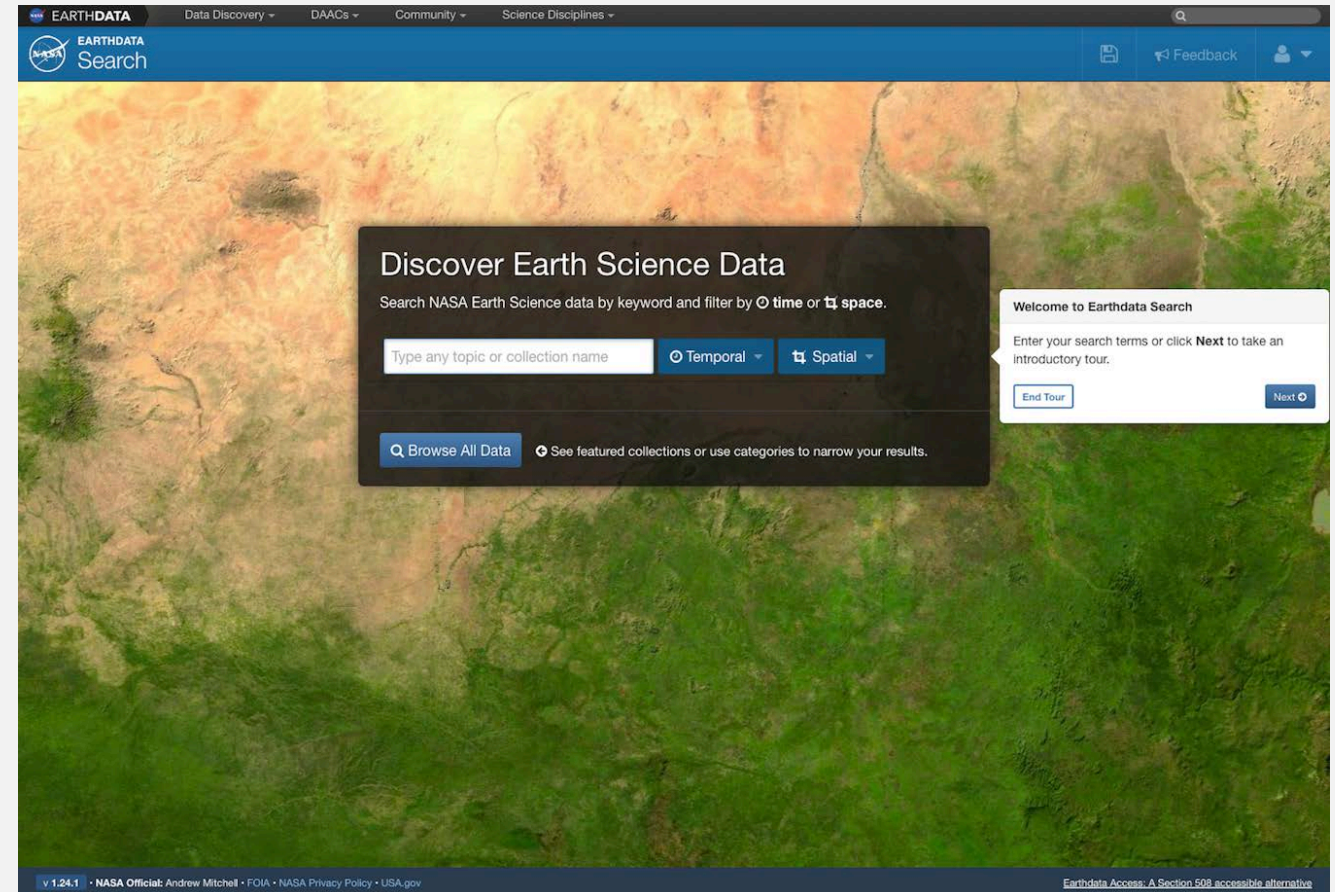 EARTHDATA Data Discovery DAACs Community Science Disciplines
NASA EARTHDATA
Search Feedback
Discover Earth Science Data
Search NASA Earth Science data by keyword and filter by time or space.
Type any topic or collection name Temporal Spatial
Browse All Data See featured collections or use categories to narrow your results.
Welcome to Earthdata Search
Enter your search terms or click Next to take an
introductory tour.
End Tour Next
v 1.24.1 • NASA Official: Andrew Mitchell • FOIA • NASA Privacy Policy • USA.gov Earthdata Access: A Section 508 accessible alternative